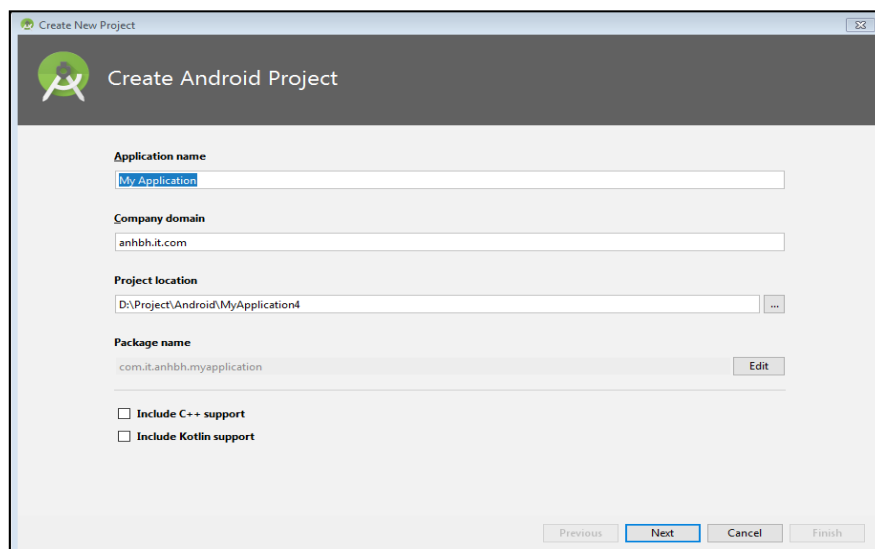 Create New Project
Create Android Project
Application name
My Application
Company domain
anhbh.it.com
Project location
D:\Project\Android\MyApplication4
...
Package name
com.it.anhbh.myapplication
Edit
Include C++ support
Include Kotlin support
Previous Next Cancel Finish